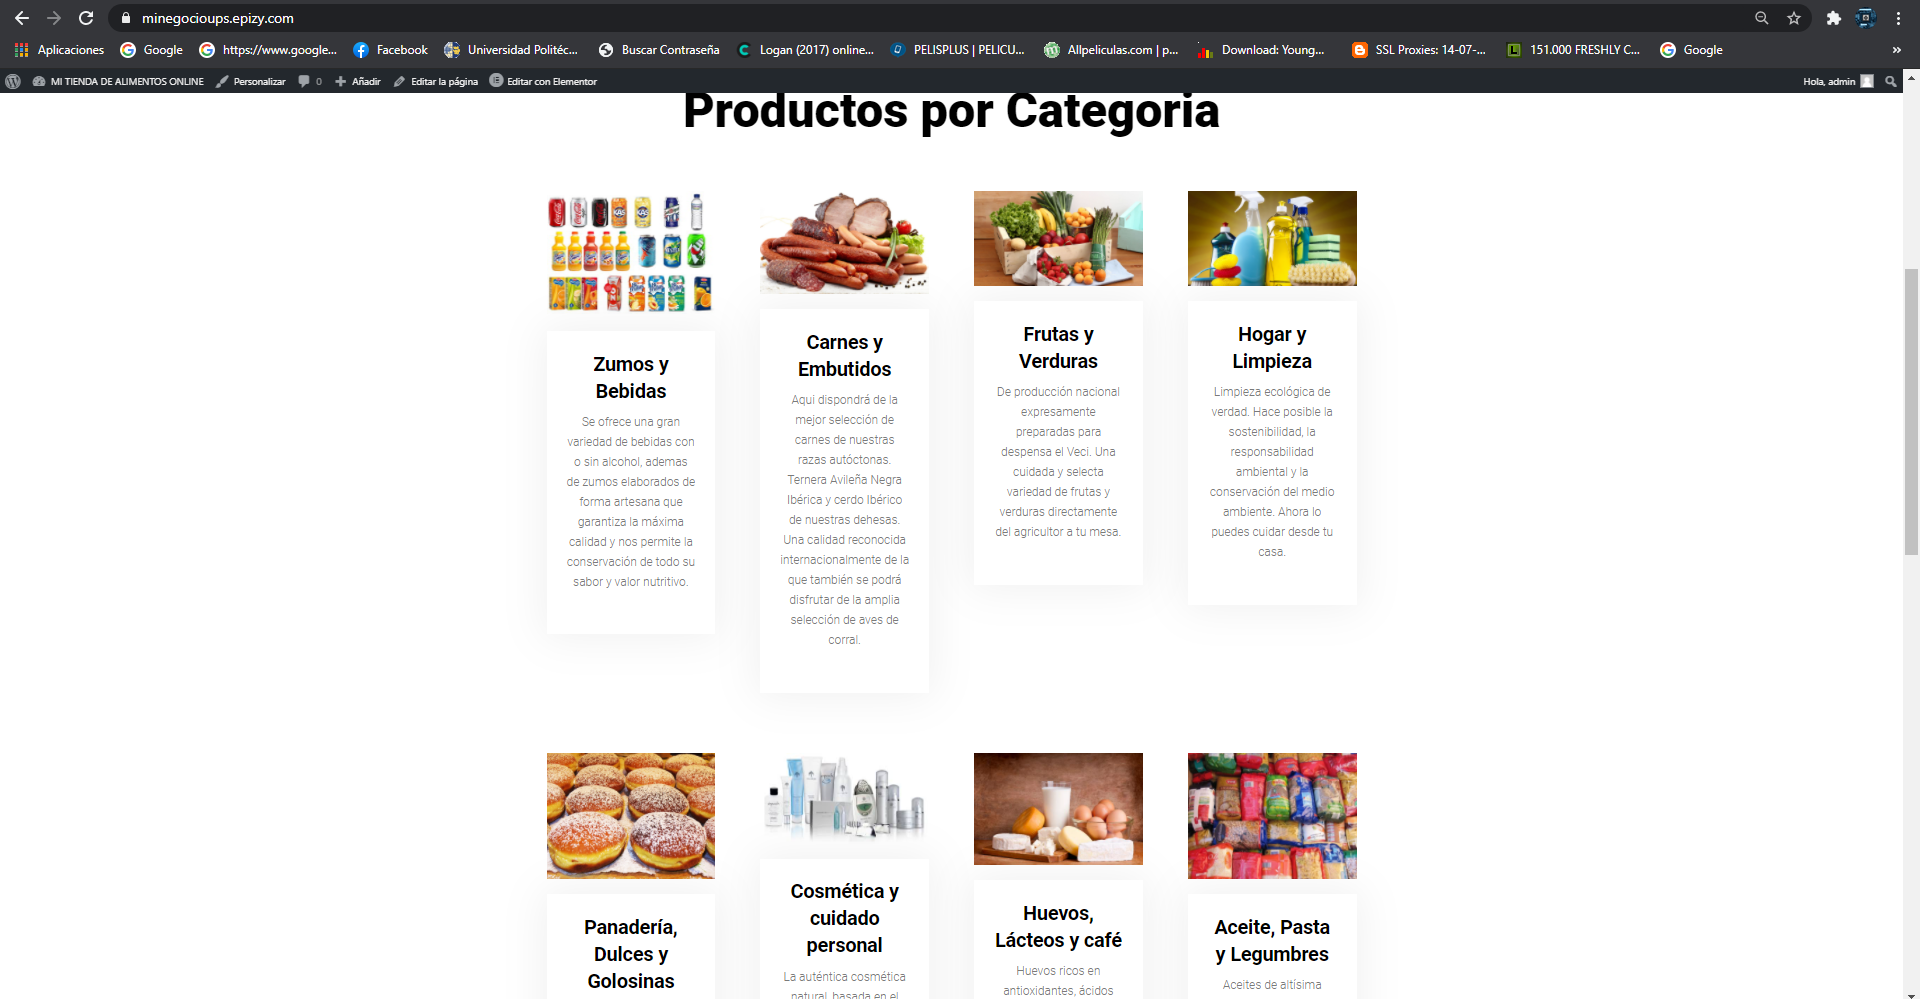 minegocioups.epizy.com
Aplicaciones
Google
https://www.google...
Facebook
Universidad Politéc...
Buscar Contraseña
Logan (2017) online...
PELISPLUS | PELICU...
Allpeliculas.com | p...
Download: Young...
SSL Proxies: 14-07-...
151.000 FRESHLY C...
Google
»
MI TIENDA DE ALIMENTOS ONLINE
Personalizar
0
Añadir
Editar la página
Editar con Elementor
Hola, admin
Productos por Categoria
Zumos y
Bebidas
Se ofrece una gran
variedad de bebidas con
o sin alcohol, ademas
de zumos elaborados de
forma artesana que
garantiza la máxima
calidad y nos permite la
conservación de todo su
sabor y valor nutritivo.
Carnes y
Embutidos
Aqui dispondrá de la
mejor selección de
carnes de nuestras
razas autóctonas.
Ternera Avileña Negra
Ibérica y cerdo Ibérico
de nuestras dehesas.
Una calidad reconocida
internacionalmente de la
que también se podrá
disfrutar de la amplia
selección de aves de
corral.
Frutas y
Verduras
De producción nacional
expresamente
preparadas para
despensa el Veci. Una
cuidada y selecta
variedad de frutas y
verduras directamente
del agricultor a tu mesa.
Hogar y
Limpieza
Limpieza ecológica de
verdad. Hace posible la
sostenibilidad, la
responsabilidad
ambiental y la
conservación del medio
ambiente. Ahora lo
puedes cuidar desde tu
casa.
Panadería,
Dulces y
Golosinas
Cosmética y
cuidado
personal
La auténtica cosmética
natural, basada en el
Huevos,
Lácteos y café
Huevos ricos en
antioxidantes, ácidos
Aceite, Pasta
y Legumbres
Aceites de altísima